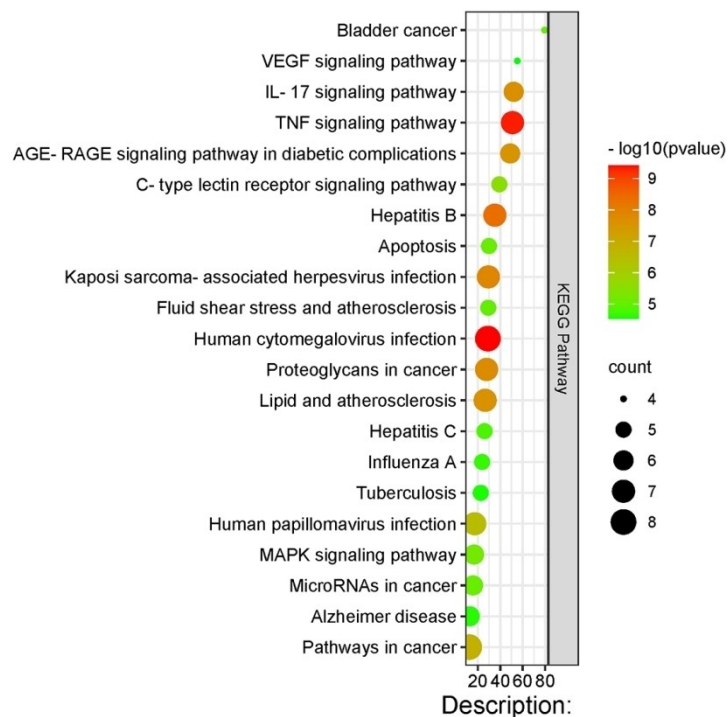 Bladder cancer
VEGF signaling pathway
IL- 17 signaling pathway
TNF signaling pathway
AGE- RAGE signaling pathway in diabetic complications
C- type lectin receptor signaling pathway
Hepatitis B
Apoptosis
Kaposi sarcoma- associated herpesvirus infection
Fluid shear stress and atherosclerosis
Human cytomegalovirus infection
Proteoglycans in cancer
Lipid and atherosclerosis
Hepatitis C
Influenza A
Tuberculosis
Human papillomavirus infection
MAPK signaling pathway
MicroRNAs in cancer
Alzheimer disease
Pathways in cancer
20 40 60 80
Description:
KEGG Pathway
- log10(pvalue)
9
8
7
6
5
count
4
5
6
7
8